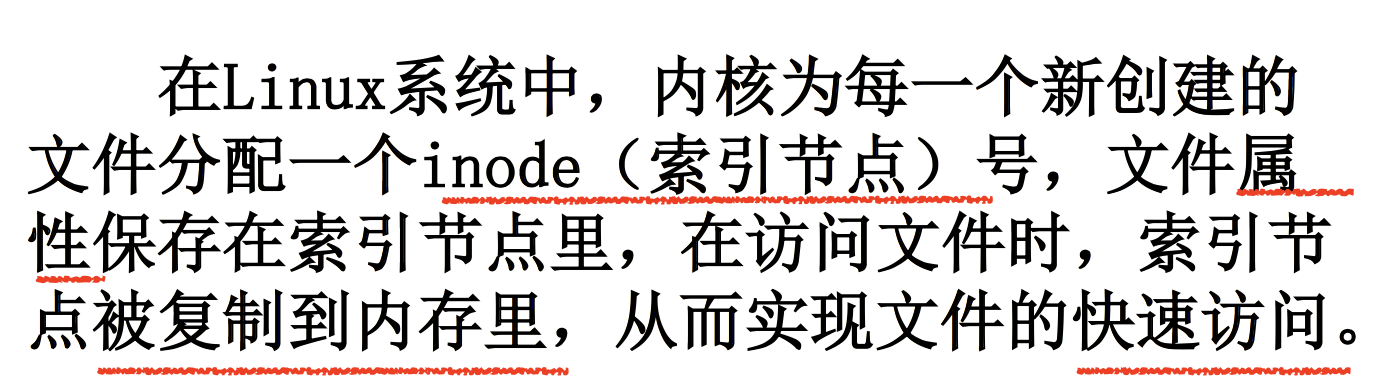 在Linux系统中，内核为每一个新创建的
文件分配一个inode（索引节点）号，文件属
性保存在索引节点里，在访问文件时，索引节
点被复制到内存里，从而实现文件的快速访问。